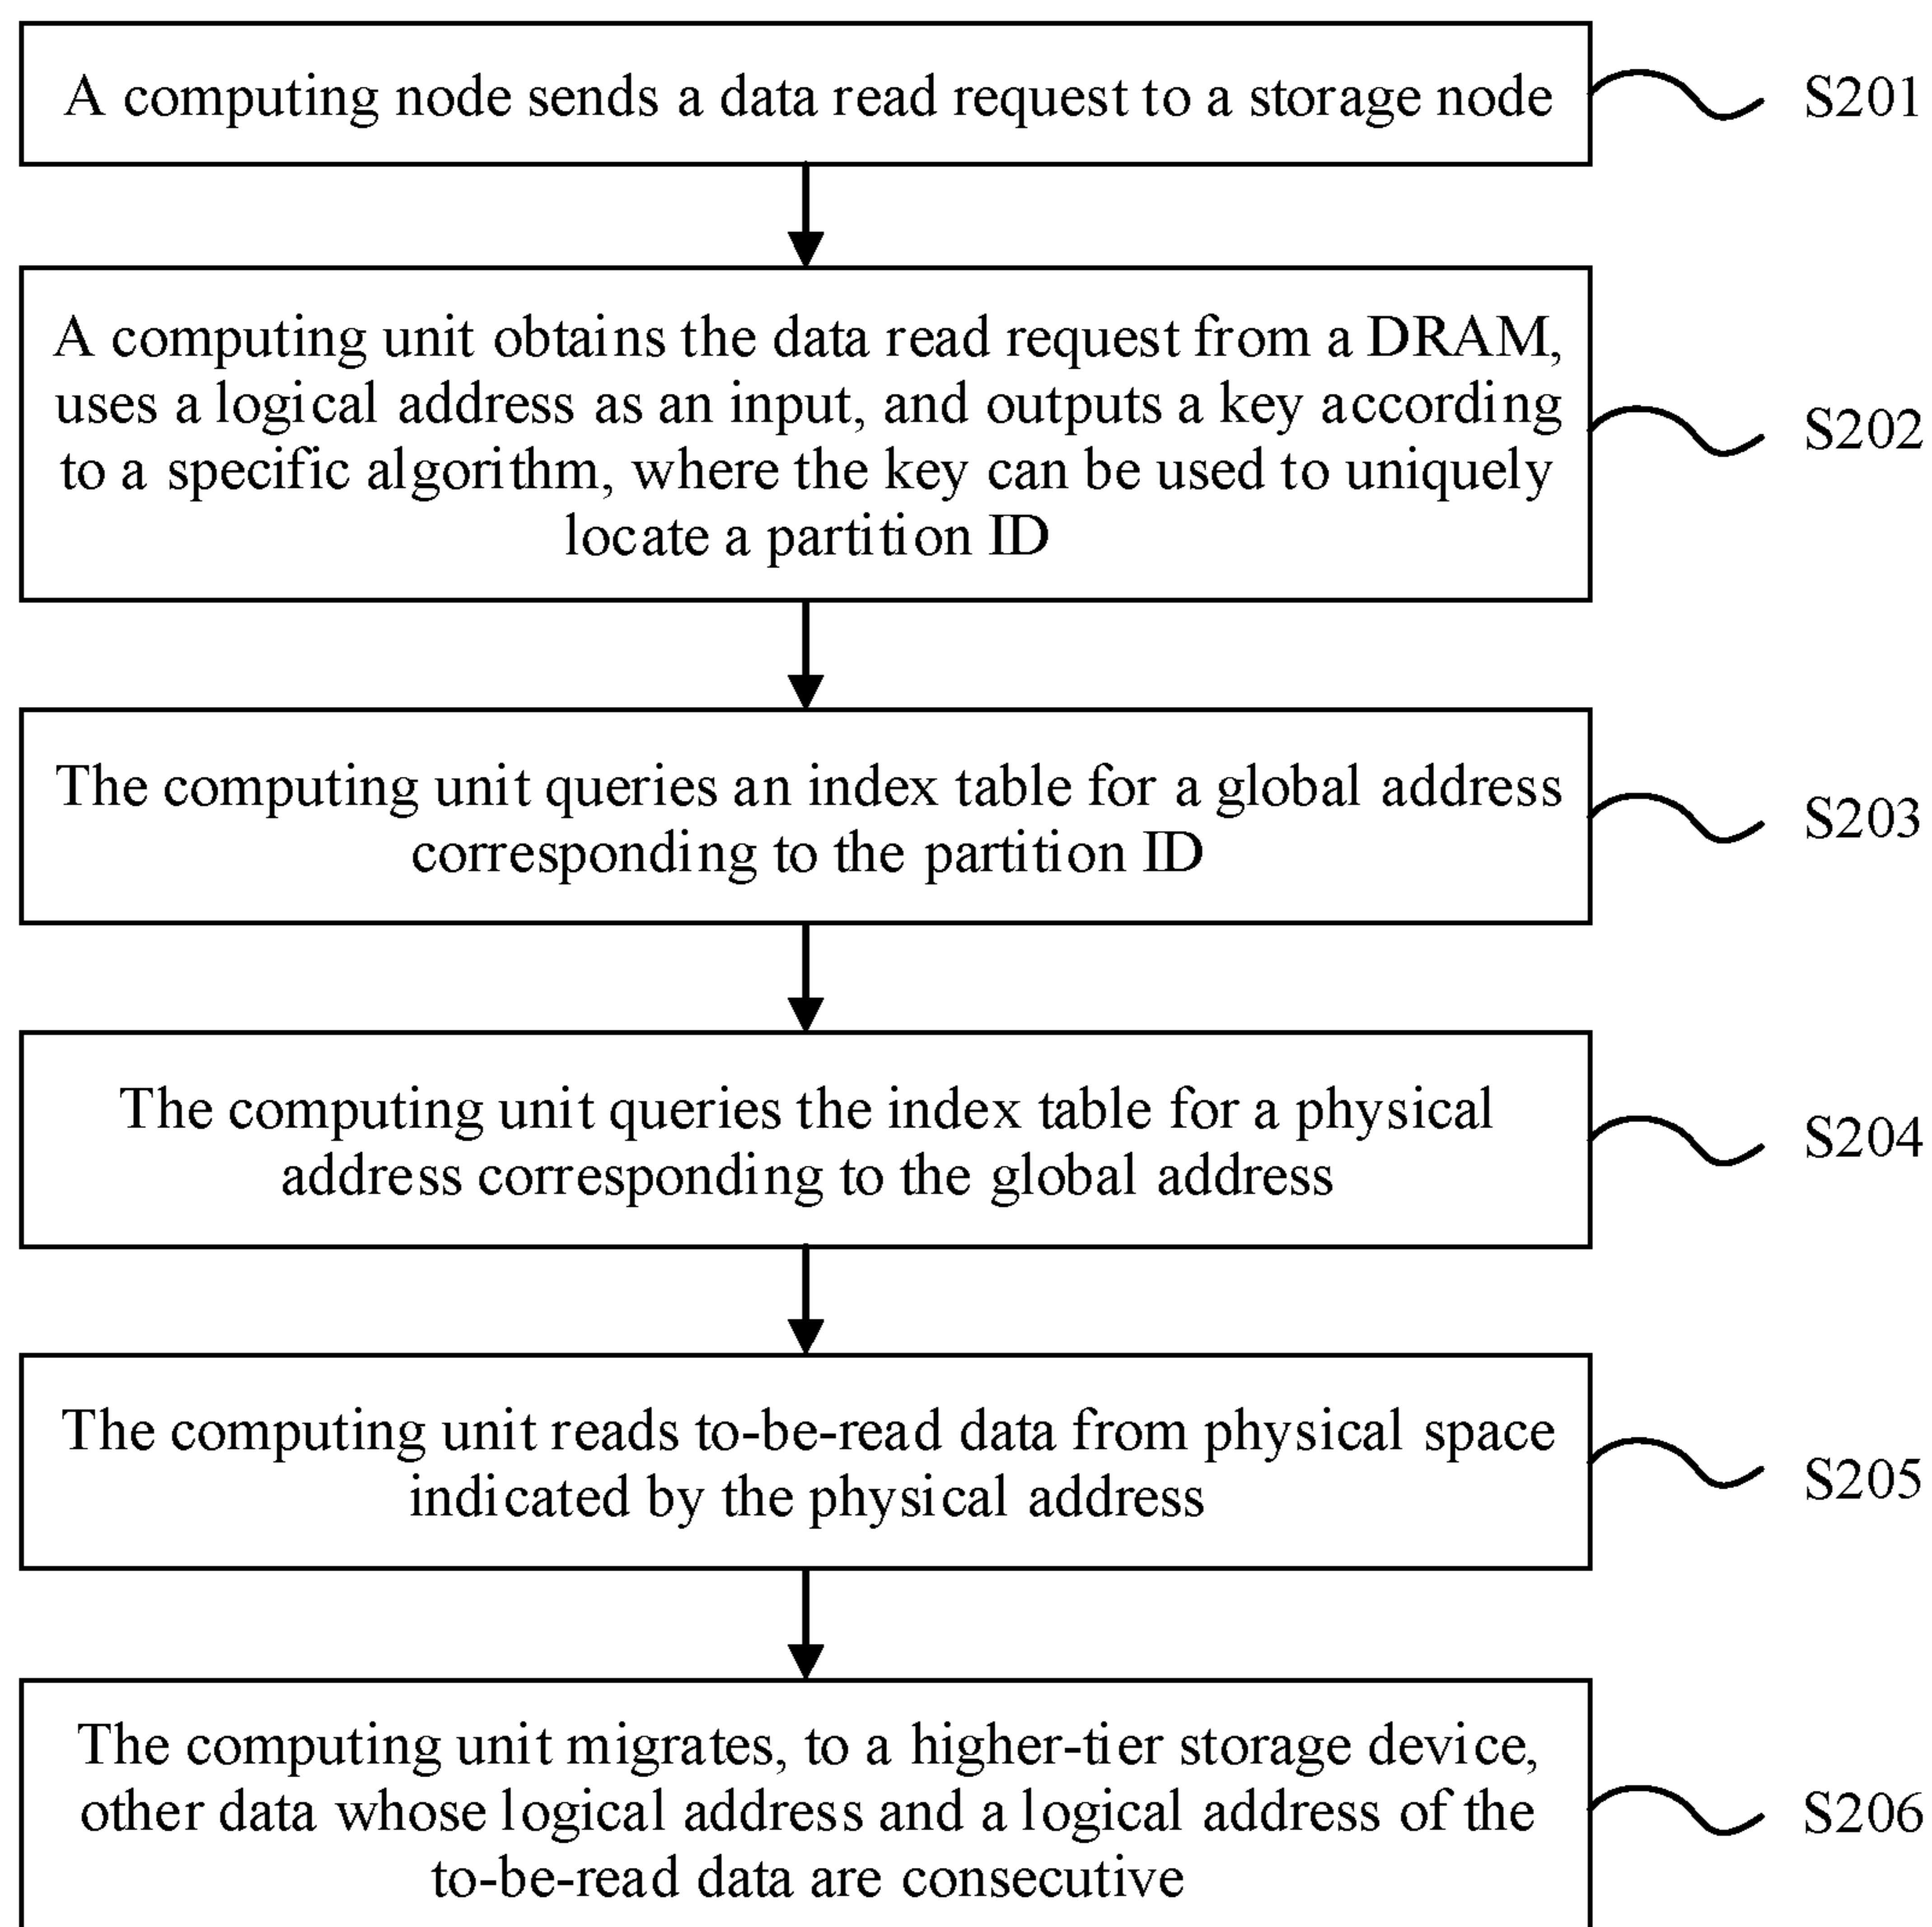 A computing node sends a data read request to a storage node
S201
A computing unit obtains the data read request from a DRAM,
uses a logical address as an input, and outputs a key according
to a specific algorithm, where the key can be used to uniquely
locate a partition ID
S202
The computing unit queries an index table for a global address
corresponding to the partition ID
S203
The computing unit queries the index table for a physical
address corresponding to the global address
S204
The computing unit reads to-be-read data from physical space
indicated by the physical address
S205
The computing unit migrates, to a higher-tier storage device,
other data whose logical address and a logical address of the
to-be-read data are consecutive
S206